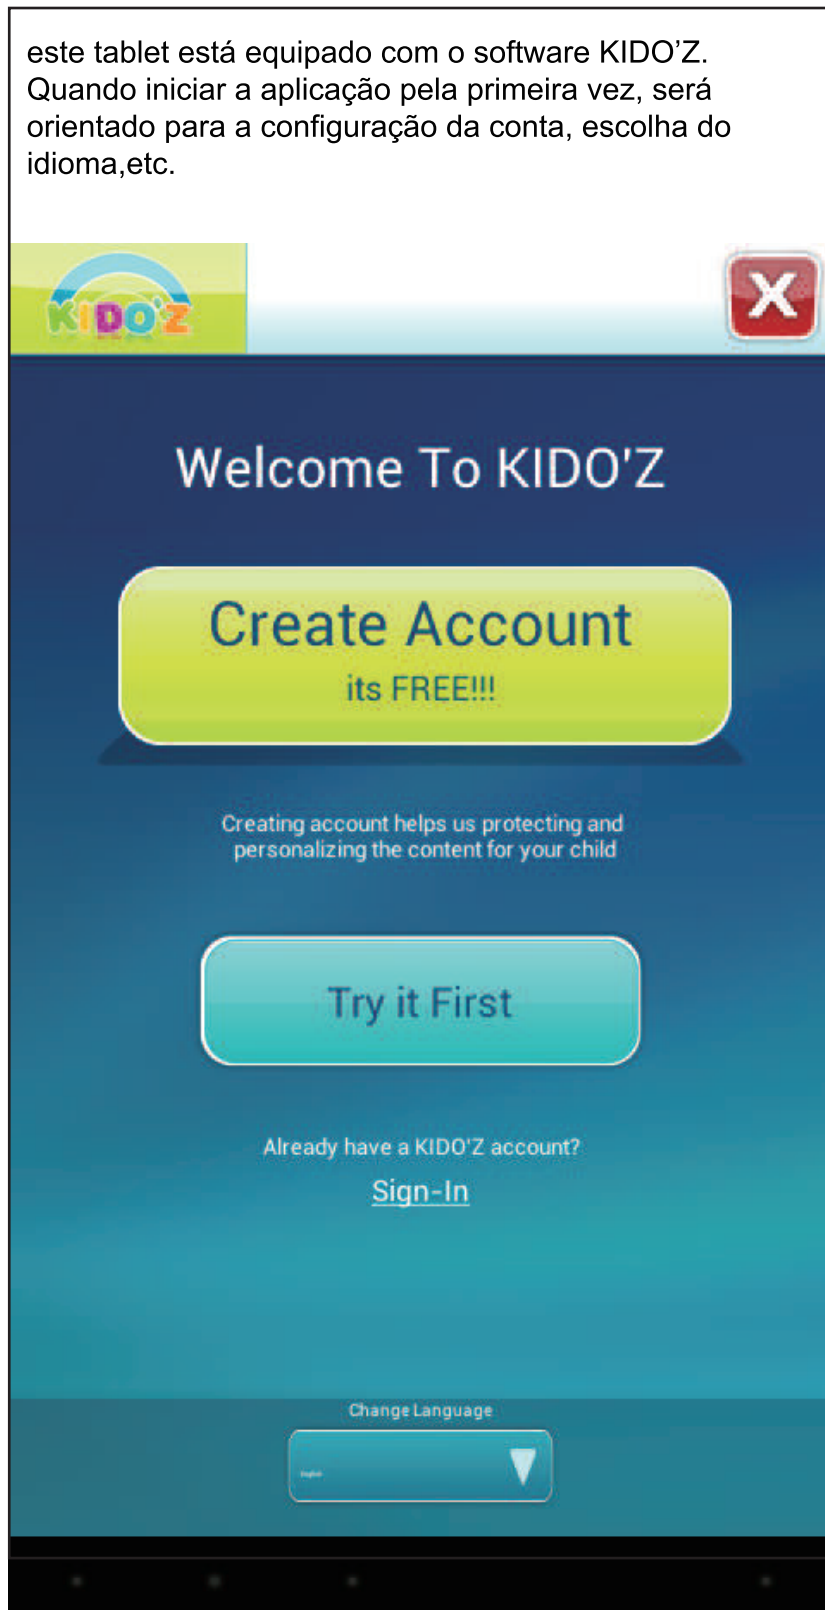 este tablet está equipado com o software KIDO’Z.
Quando iniciar a aplicação pela primeira vez, será
orientado para a configuração da conta, escolha do
idioma,etc.
KIDO'Z
X
Welcome To KIDO'Z
Create Account
its FREE!!!
Creating account helps us protecting and
personalizing the content for your child
Try it First
Already have a KIDO'Z account?
Sign-In
Change Language
English